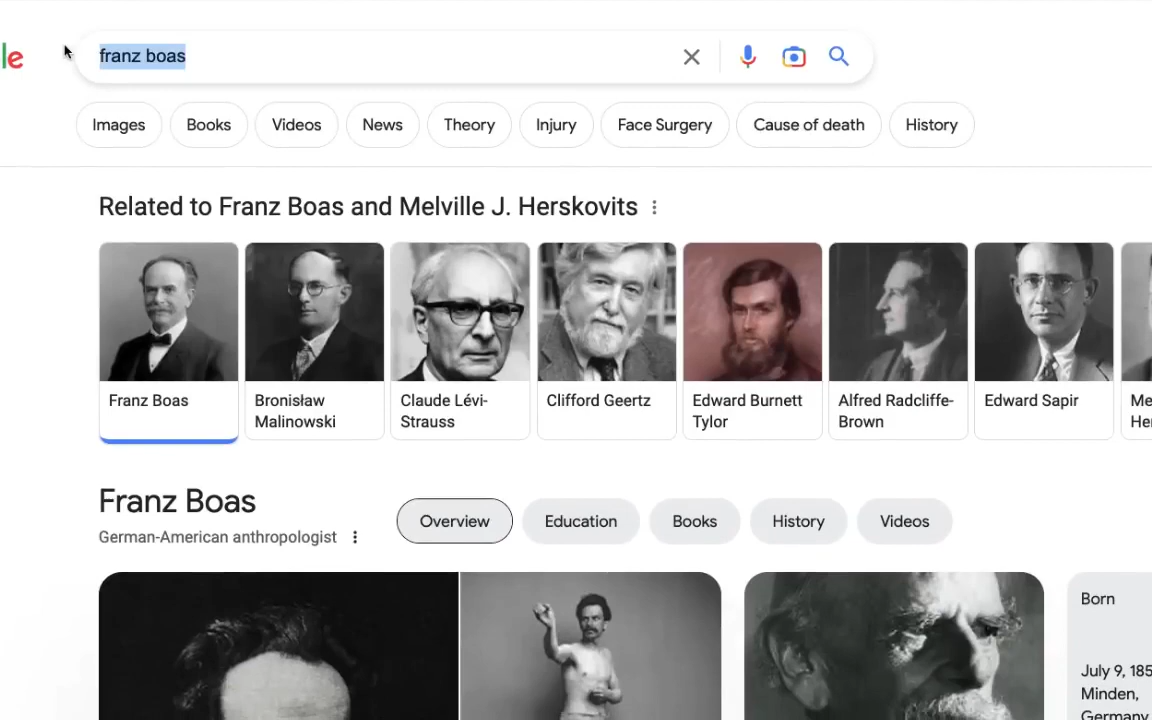 le franz boas
Images Books Videos News Theory Injury Face Surgery Cause of death History
Related to Franz Boas and Melville J. Herskovits
Franz Boas
Bronisław
Malinowski
Claude Lévi-
Strauss
Clifford Geertz
Edward Burnett
Tylor
Alfred Radcliffe-
Brown
Edward Sapir
Me
Her
Franz Boas
German-American anthropologist
Overview Education Books History Videos
Born
July 9, 185
Minden,
Germany